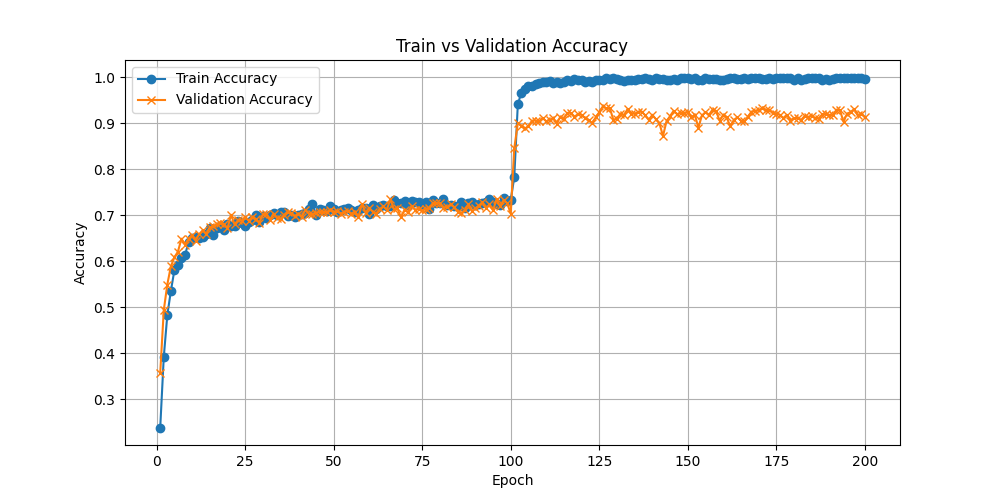 Train vs Validation Accuracy
Train Accuracy
Validation Accuracy
Accuracy
1.0
0.9
0.8
0.7
0.6
0.5
0.4
0.3
0 25 50 75 100 125 150 175 200
Epoch